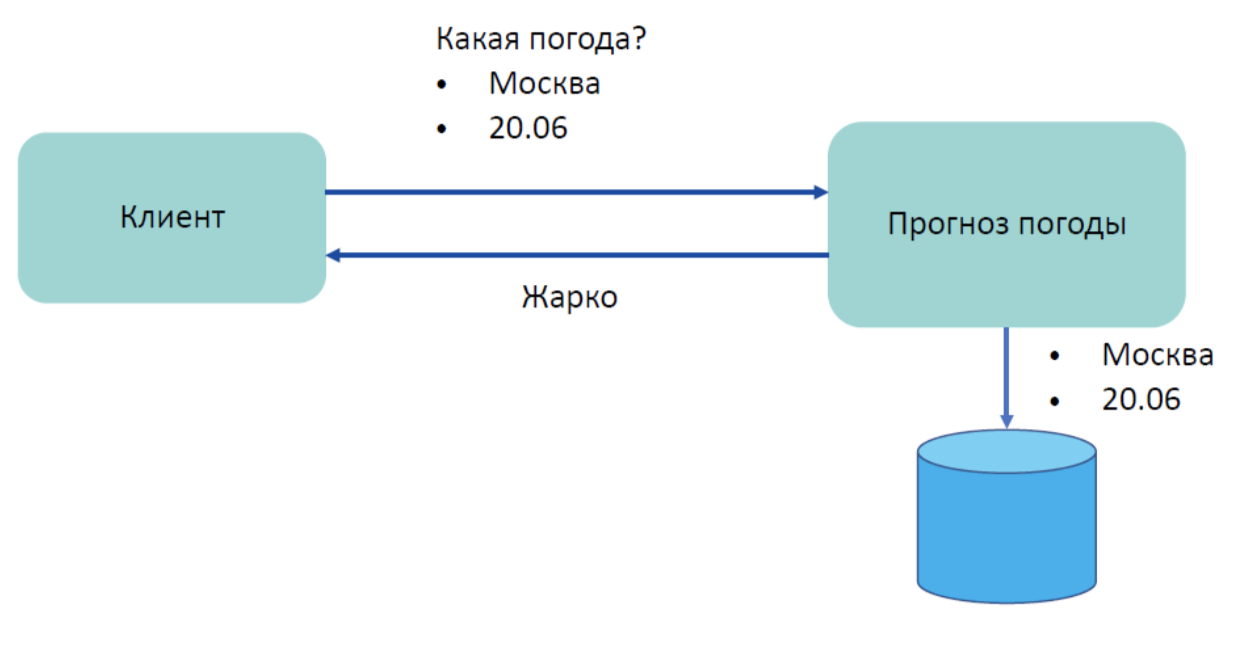 Какая погода?
• Москва
• 20.06
Клиент
Прогноз погоды
Жарко
• Москва
• 20.06